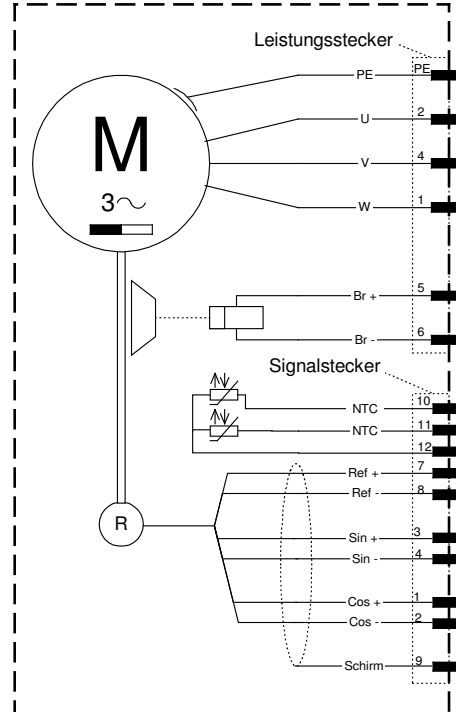 Leistungsstecker
PE PE
M
3
U 2
V 4
W 1
Br + 5
Br - 6
Signalstecker
NTC 10
NTC 11
12
Ref + 7
Ref - 8
R
Sin + 3
Sin - 4
Cos + 1
Cos - 2
Schirm 9